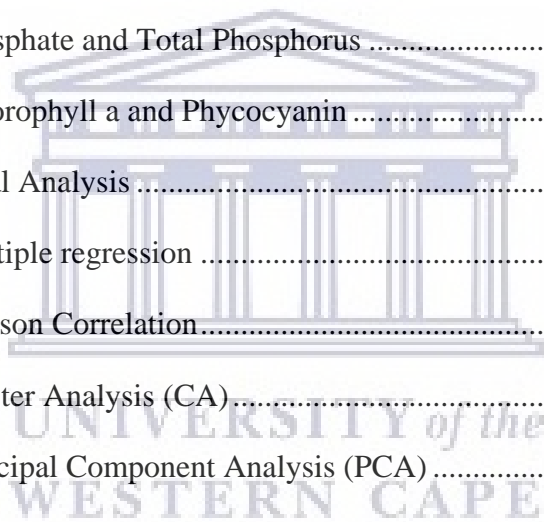 sphate and Total Phosphorus ........................
orophyll a and Phycocyanin ..........................
al Analysis ......................................................
tiple regression ..............................................
son Correlation ..............................................
ter Analysis (CA) ..........................................
UNIVERSITY of the
cipal Component Analysis (PCA) ................
WESTERN CAPE